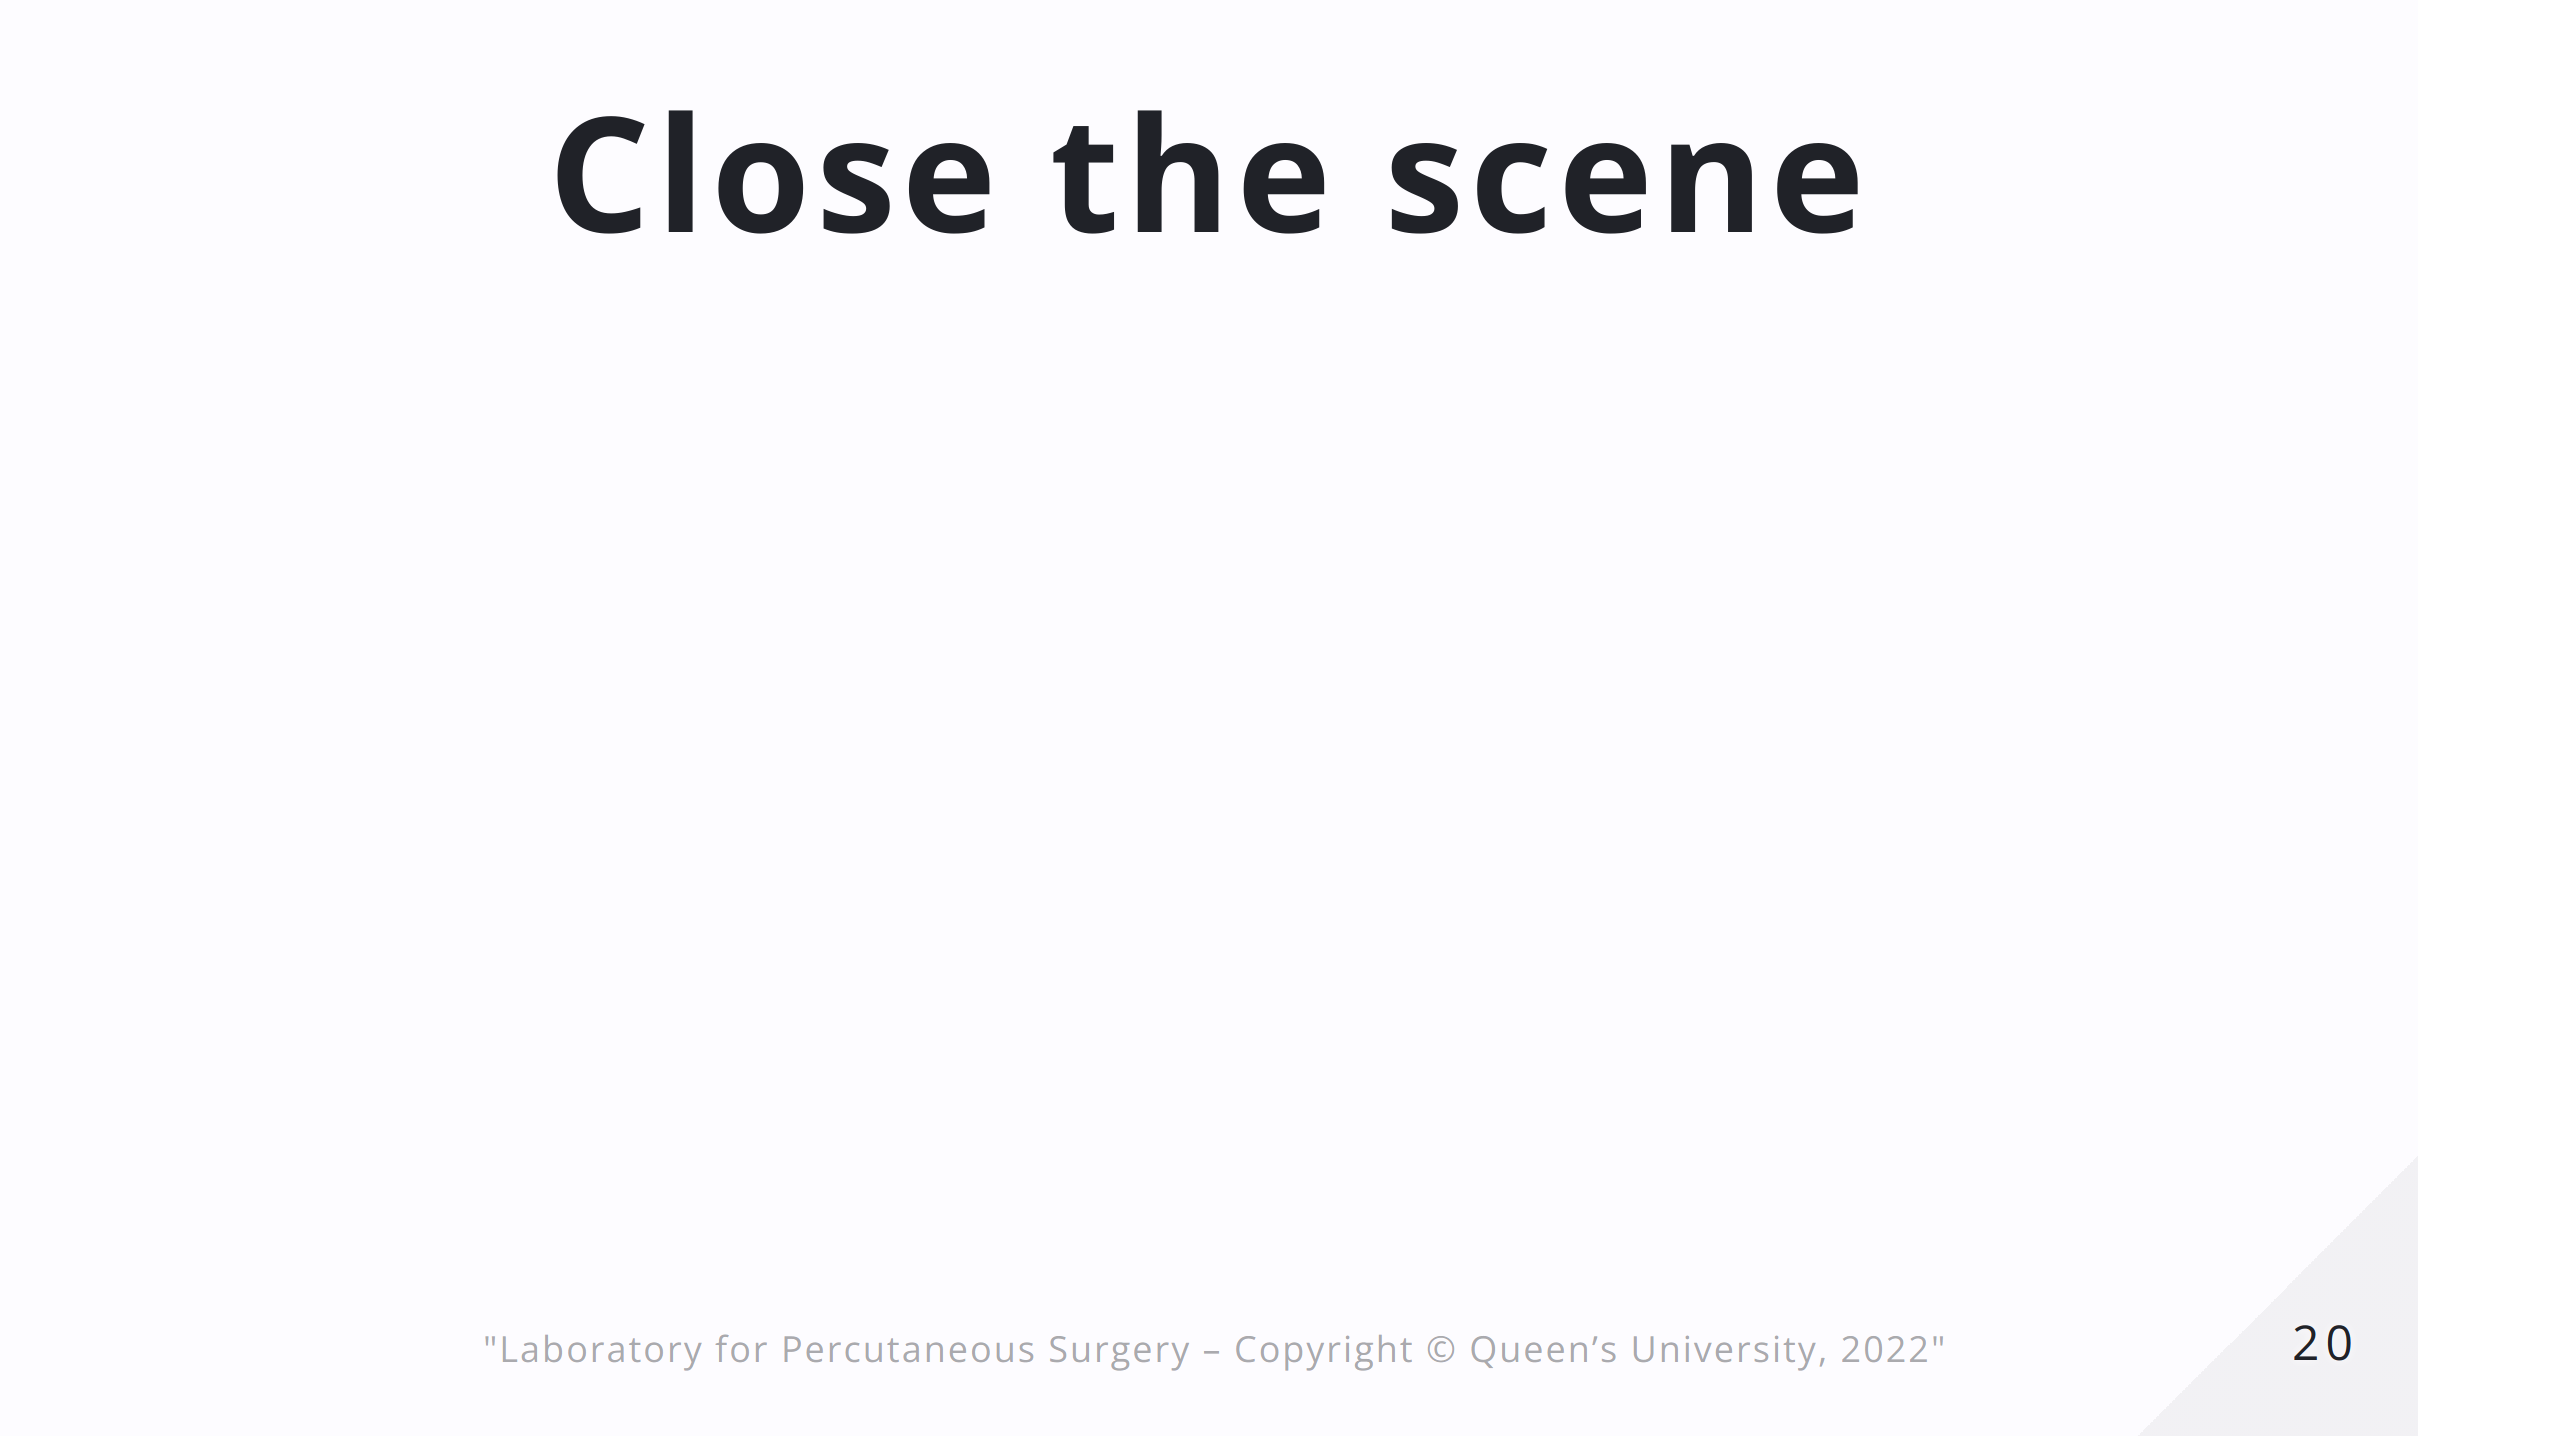 Close the scene
"Laboratory for Percutaneous Surgery – Copyright © Queen’s University, 2022"
20